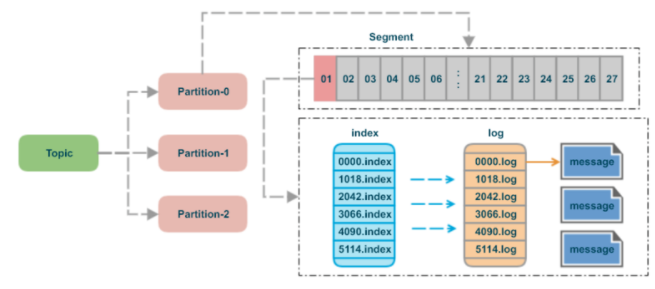 Segment
01 02 03 04 05 06 : : 21 22 23 24 25 26 27
Partition-0
Topic
Partition-1
Partition-2
index
0000.index
1018.index
2042.index
3066.index
4090.index
5114.index
log
0000.log
1018.log
2042.log
3066.log
4090.log
5114.log
message
message
message